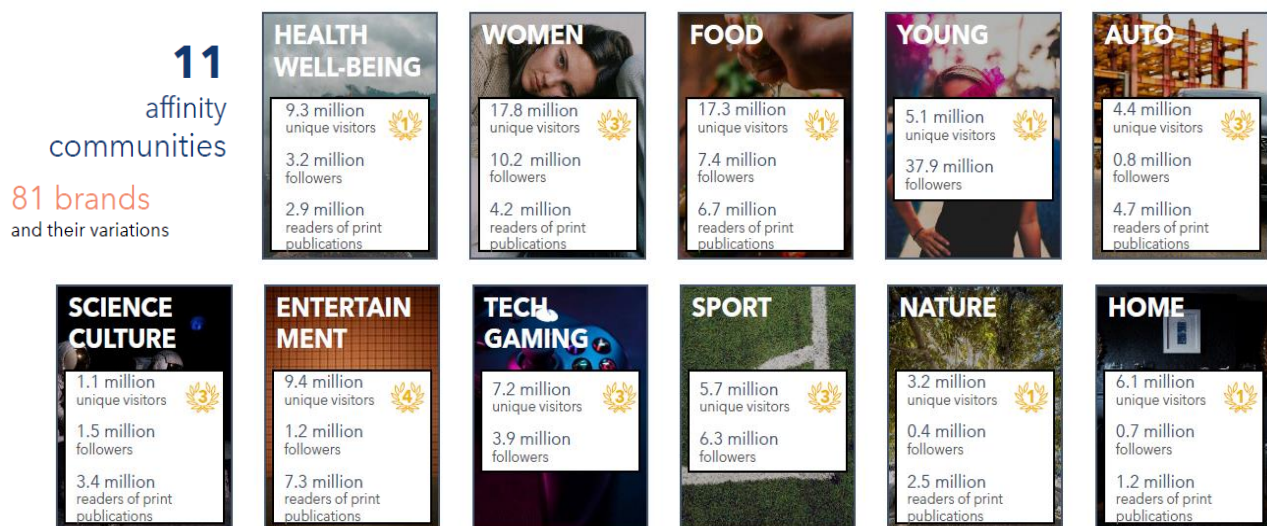 11
affinity
communities
81 brands
and their variations
HEALTH
WELL-BEING
9.3 million
unique visitors
1
3.2 million
followers
2.9 million
readers of print
publications
WOMEN
17.8 million
unique visitors
3
10.2 million
followers
4.2 million
readers of print
publications
FOOD
17.3 million
unique visitors
1
7.4 million
followers
6.7 million
readers of print
publications
YOUNG
5.1 million
unique visitors
1
37.9 million
followers
AUTO
4.4 million
unique visitors
3
0.8 million
followers
4.7 million
readers of print
publications
SCIENCE
CULTURE
1.1 million
unique visitors
3
1.5 million
followers
3.4 million
readers of print
publications
ENTERTAIN
MENT
9.4 million
unique visitors
4
1.2 million
followers
7.3 million
readers of print
publications
TECH
GAMING
7.2 million
unique visitors
3
3.9 million
followers
SPORT
5.7 million
unique visitors
3
6.3 million
followers
NATURE
3.2 million
unique visitors
1
0.4 million
followers
2.5 million
readers of print
publications
HOME
6.1 million
unique visitors
1
0.7 million
followers
1.2 million
readers of print
publications